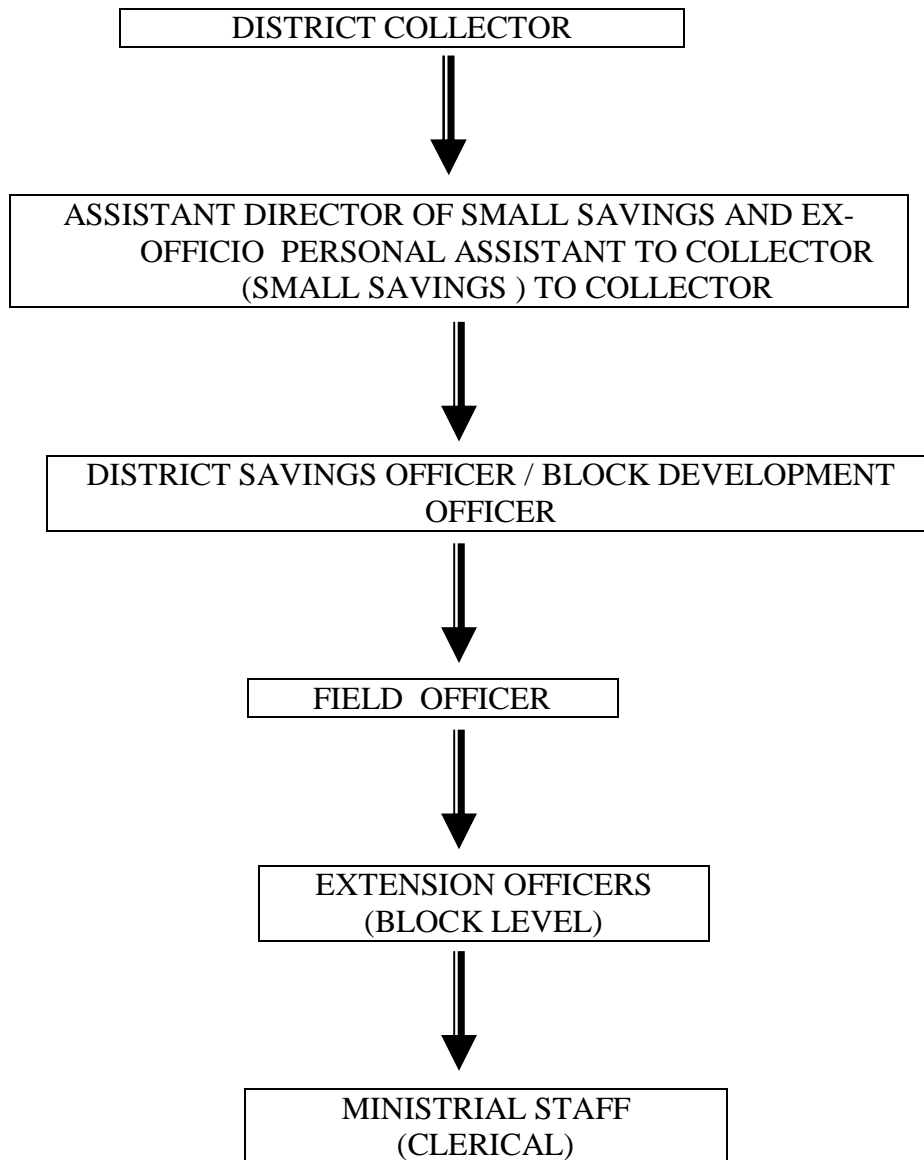 DISTRICT COLLECTOR
ASSISTANT DIRECTOR OF SMALL SAVINGS AND EX-
OFFICIO PERSONAL ASSISTANT TO COLLECTOR
(SMALL SAVINGS ) TO COLLECTOR
DISTRICT SAVINGS OFFICER / BLOCK DEVELOPMENT
OFFICER
FIELD OFFICER
EXTENSION OFFICERS
(BLOCK LEVEL)
MINISTRIAL STAFF
(CLERICAL)